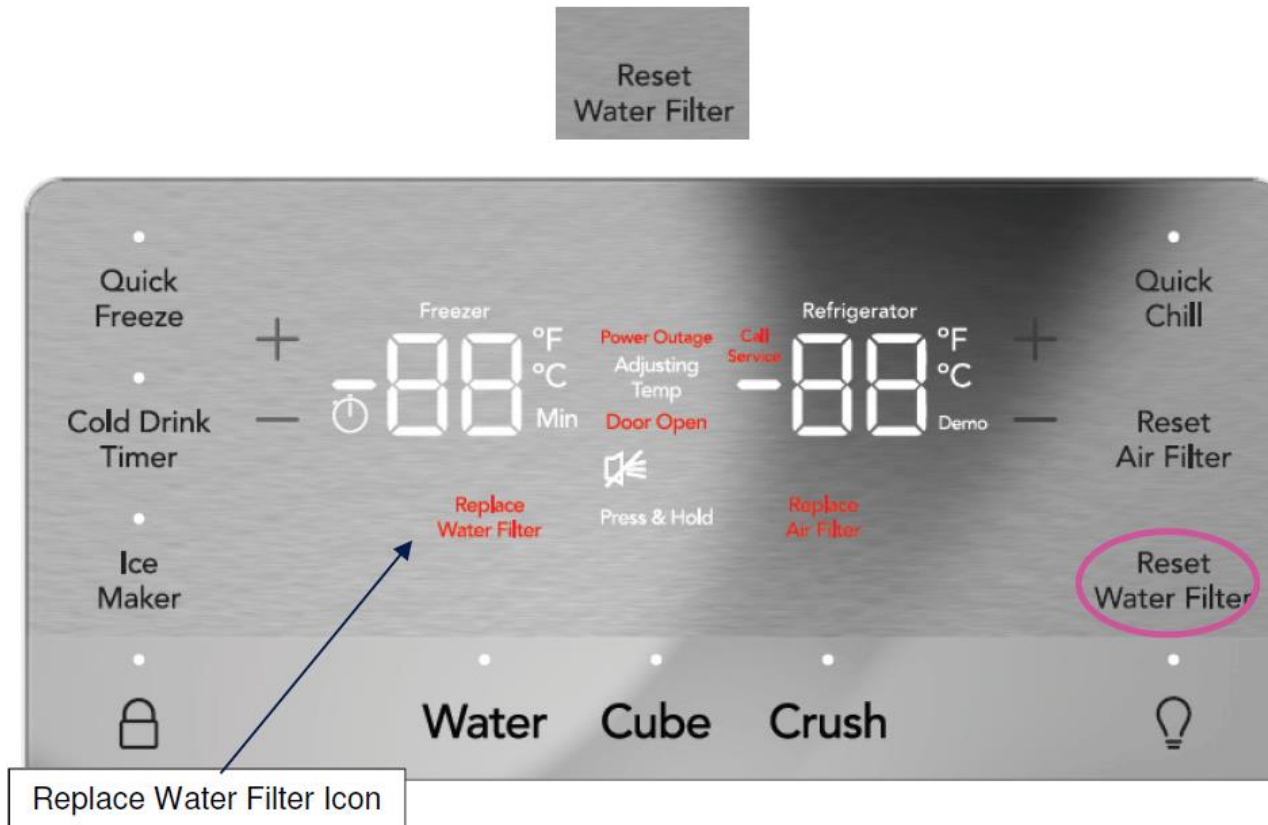 Reset
Water Filter
Quick
Freeze
Cold Drink
Timer
Ice
Maker
Freezer
-88
°F
°C
Min
Power Outage
Adjusting
Temp
Door Open
Press & Hold
Call
Service
Refrigerator
-88
°F
°C
Demo
Replace
Water Filter
Replace
Air Filter
Quick
Chill
Reset
Air Filter
Reset
Water Filter
Water Cube Crush
Replace Water Filter Icon